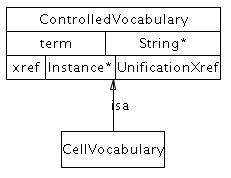 ControlledVocabulary
term String*
xref Instance* UnificationXref
isa
CellVocabulary